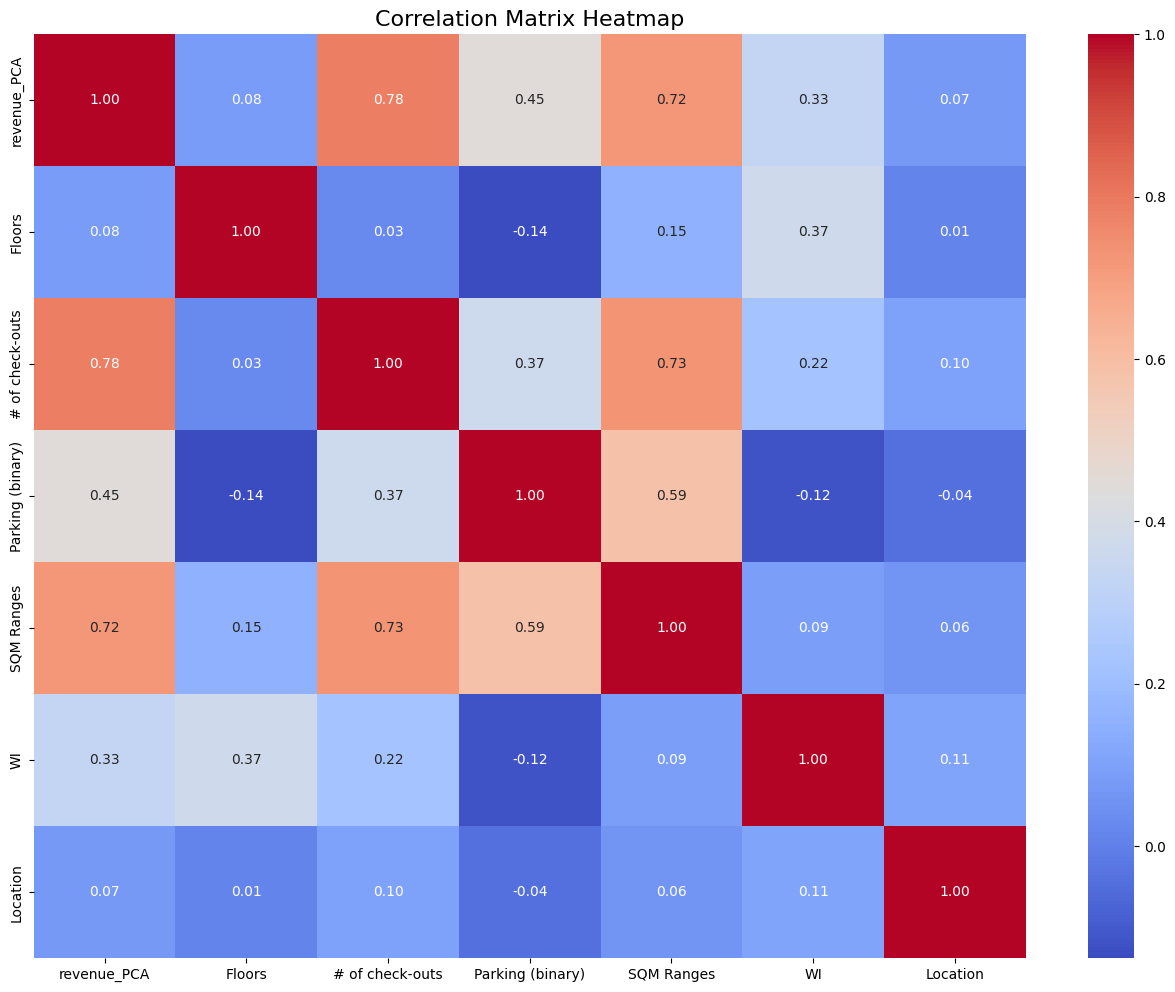 Correlation Matrix Heatmap
revenue_PCA 1.00 0.08 0.78 0.45 0.72 0.33 0.07
Floors 0.08 1.00 0.03 -0.14 0.15 0.37 0.01
# of check-outs 0.78 0.03 1.00 0.37 0.73 0.22 0.10
Parking (binary) 0.45 -0.14 0.37 1.00 0.59 -0.12 -0.04
SQM Ranges 0.72 0.15 0.73 0.59 1.00 0.09 0.06
WI 0.33 0.37 0.22 -0.12 0.09 1.00 0.11
Location 0.07 0.01 0.10 -0.04 0.06 0.11 1.00
revenue_PCA Floors # of check-outs Parking (binary) SQM Ranges WI Location
1.0
0.8
0.6
0.4
0.2
0.0